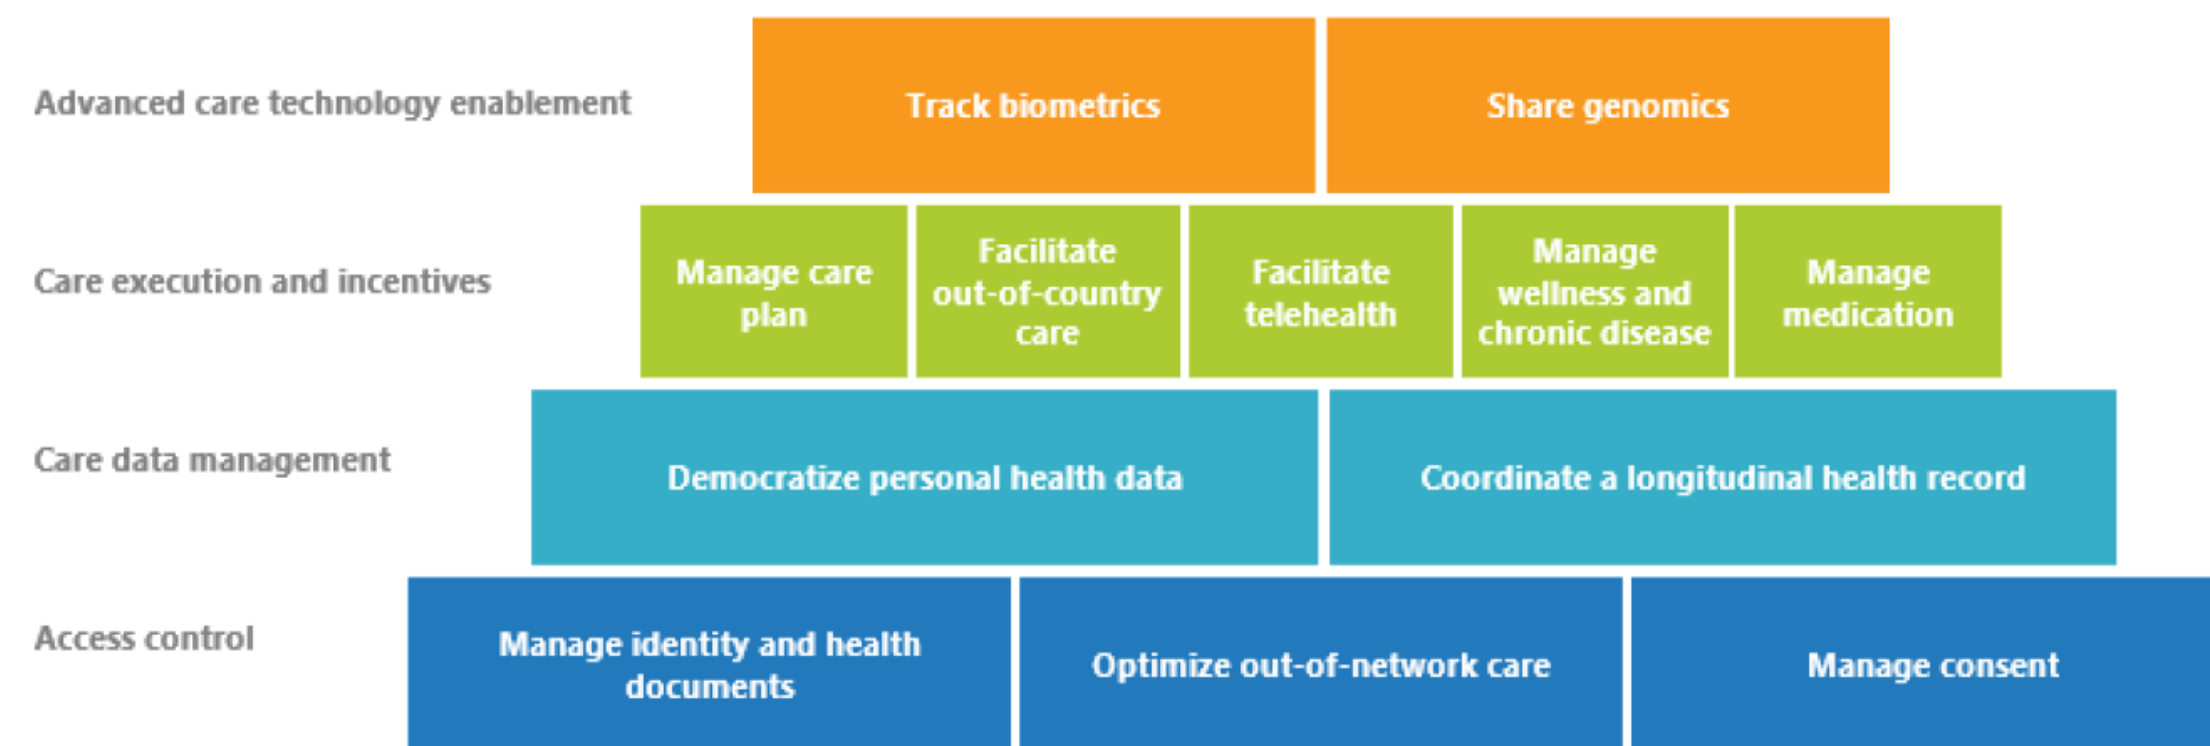 Advanced care technology enablement
Track biometrics
Share genomics
Care execution and incentives
Manage care
plan
Facilitate
out-of-country
care
Facilitate
telehealth
Manage
wellness and
chronic disease
Manage
medication
Care data management
Democratize personal health data
Coordinate a longitudinal health record
Access control
Manage identity and health
documents
Optimize out-of-network care
Manage consent